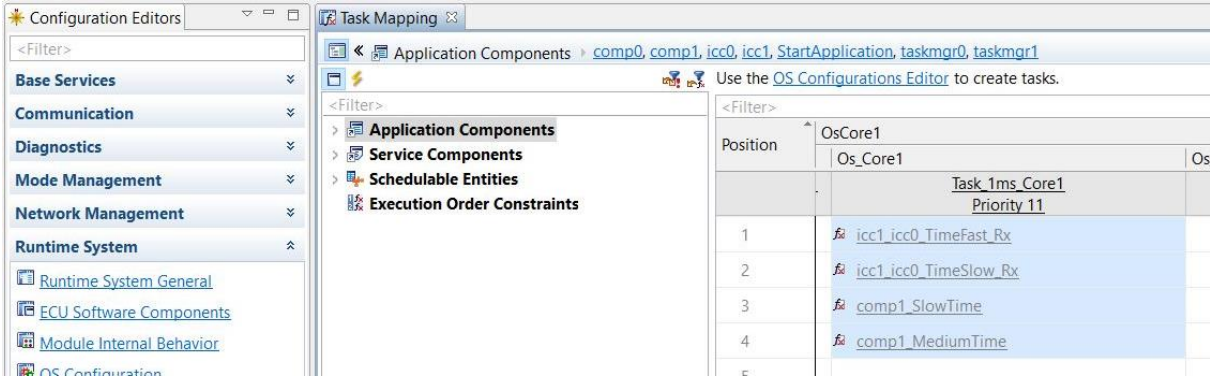 Configuration Editors
<Filter>
Base Services
Communication
Diagnostics
Mode Management
Network Management
Runtime System
Runtime System General
ECU Software Components
Module Internal Behavior
OS Configuration
Task Mapping
Application Components comp0, comp1, icc0, icc1, StartApplication, taskmgr0, taskmgr1
Use the OS Configurations Editor to create tasks.
<Filter>
Application Components
Service Components
Schedulable Entities
Execution Order Constraints
<Filter>
Position
OsCore1
Os_Core1
Os
Task_1ms_Core1
Priority 11
1 icc1_icc0_TimeFast_Rx
2 icc1_icc0_TimeSlow_Rx
3 comp1_SlowTime
4 comp1_MediumTime
5